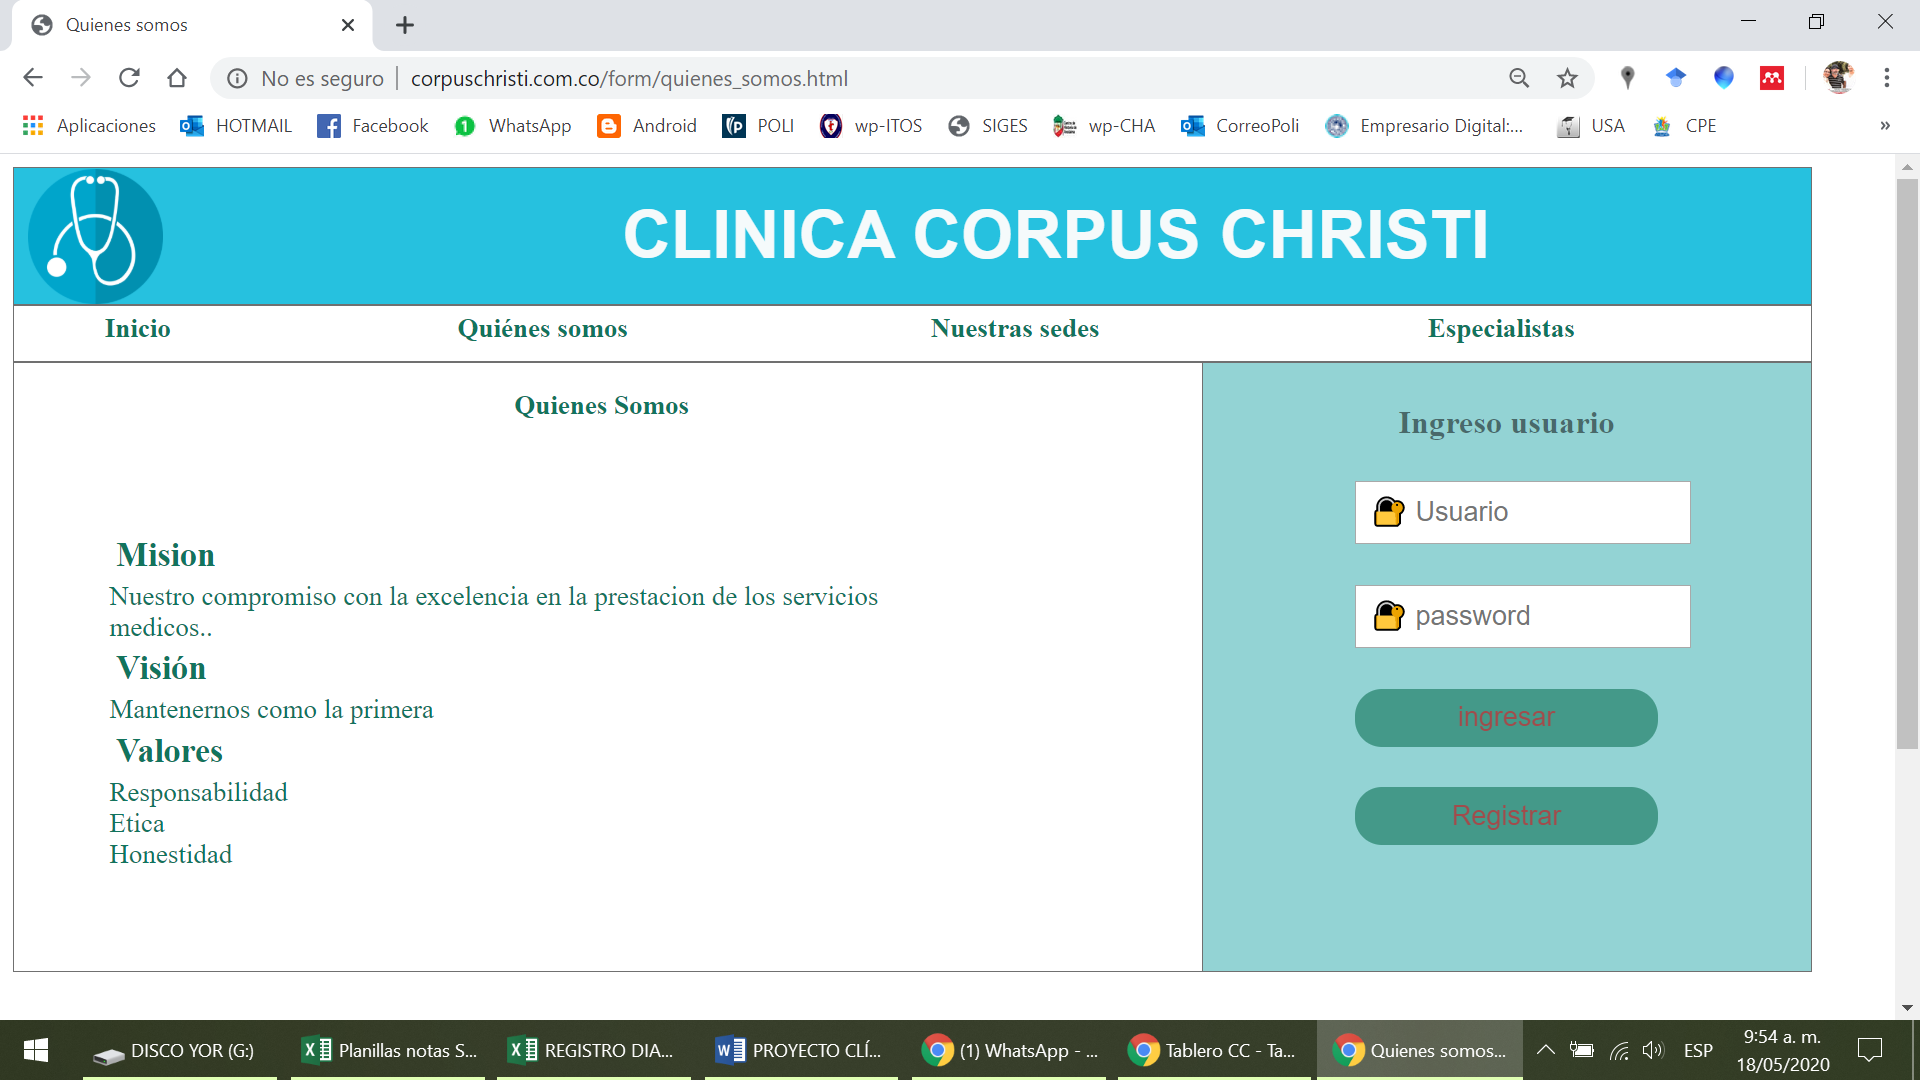 Quienes somos
No es seguro | corpuschristi.com.co/form/quienes_somos.html
Aplicaciones HOTMAIL Facebook 1 WhatsApp Android POLI wp-ITOS SIGES wp-CHA CorreoPoli Empresario Digital:... USA CPE »
CLINICA CORPUS CHRISTI
Inicio Quiénes somos Nuestras sedes Especialistas
Quienes Somos
Mision
Nuestro compromiso con la excelencia en la prestacion de los servicios
medicos..
Visión
Mantenernos como la primera
Valores
Responsabilidad
Etica
Honestidad
Ingreso usuario
Usuario
password
ingresar
Registrar
DISCO YOR (G:) Planillas notas S... REGISTRO DIA... PROYECTO CLÍ... (1) WhatsApp - ... Tablero CC - Ta... Quienes somos... ESP 9:54 a. m.
18/05/2020